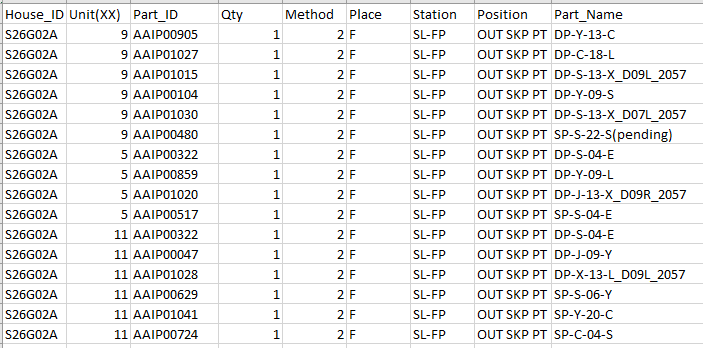 House_ID Unit(XX) Part_ID Qty Method Place Station Position Part_Name
S26G02A 9 AAIP00905 1 2 F SL-FP OUT SKP PT DP-Y-13-C
S26G02A 9 AAIP01027 1 2 F SL-FP OUT SKP PT DP-C-18-L
S26G02A 9 AAIP01015 1 2 F SL-FP OUT SKP PT DP-S-13-X_D09L_2057
S26G02A 9 AAIP00104 1 2 F SL-FP OUT SKP PT DP-Y-09-S
S26G02A 9 AAIP01030 1 2 F SL-FP OUT SKP PT DP-S-13-X_D07L_2057
S26G02A 9 AAIP00480 1 2 F SL-FP OUT SKP PT SP-S-22-S(pending)
S26G02A 5 AAIP00322 1 2 F SL-FP OUT SKP PT DP-S-04-E
S26G02A 5 AAIP00859 1 2 F SL-FP OUT SKP PT DP-Y-09-L
S26G02A 5 AAIP01020 1 2 F SL-FP OUT SKP PT DP-J-13-X_D09R_2057
S26G02A 5 AAIP00517 1 2 F SL-FP OUT SKP PT SP-S-04-E
S26G02A 11 AAIP00322 1 2 F SL-FP OUT SKP PT DP-S-04-E
S26G02A 11 AAIP00047 1 2 F SL-FP OUT SKP PT DP-J-09-Y
S26G02A 11 AAIP01028 1 2 F SL-FP OUT SKP PT DP-X-13-L_D09L_2057
S26G02A 11 AAIP00629 1 2 F SL-FP OUT SKP PT SP-S-06-Y
S26G02A 11 AAIP01041 1 2 F SL-FP OUT SKP PT SP-Y-20-C
S26G02A 11 AAIP00724 1 2 F SL-FP OUT SKP PT SP-C-04-S